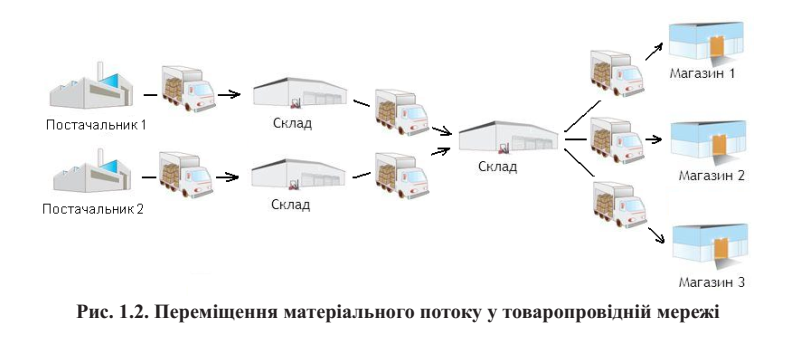 Магазин 1
Постачальник 1
Склад
Склад
Магазин 2
Постачальник 2
Склад
Магазин 3
Рис. 1.2. Переміщення матеріального потоку у товаропровідній мережі